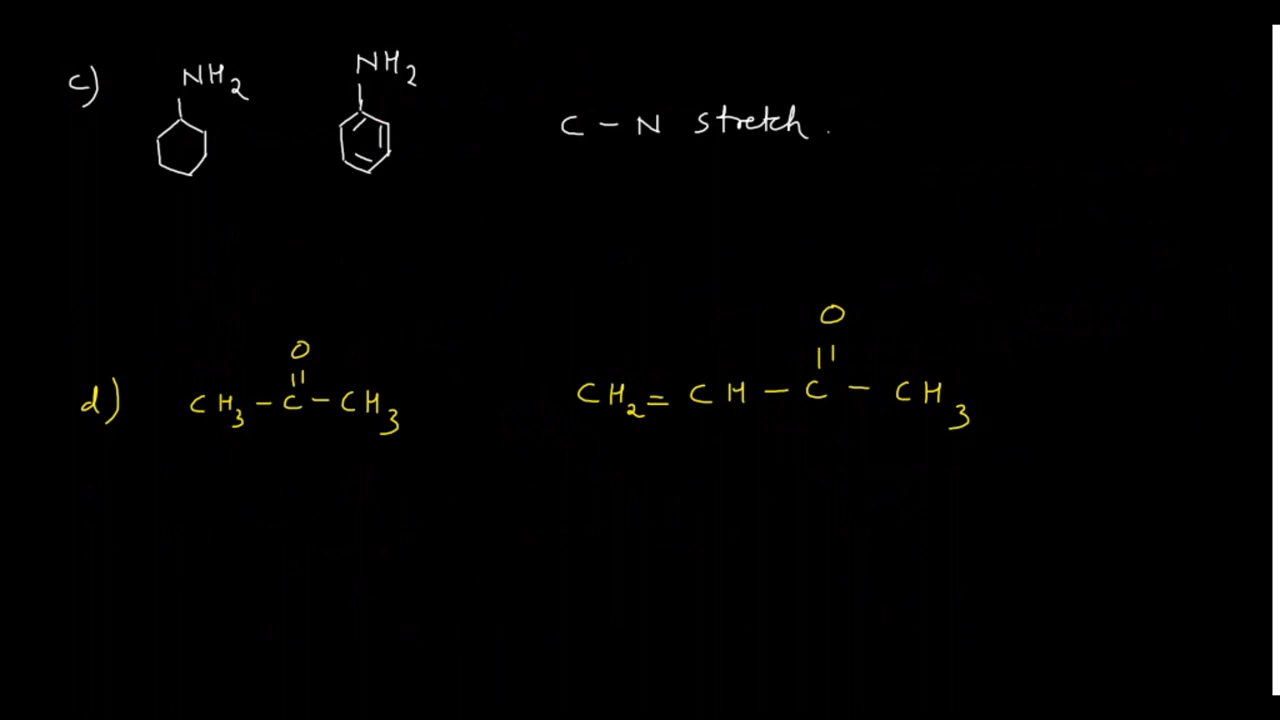 c) NH2 NH2 C - N stretch.
O
O
d) CH3 - C - CH3 CH2 = CH - C - CH3